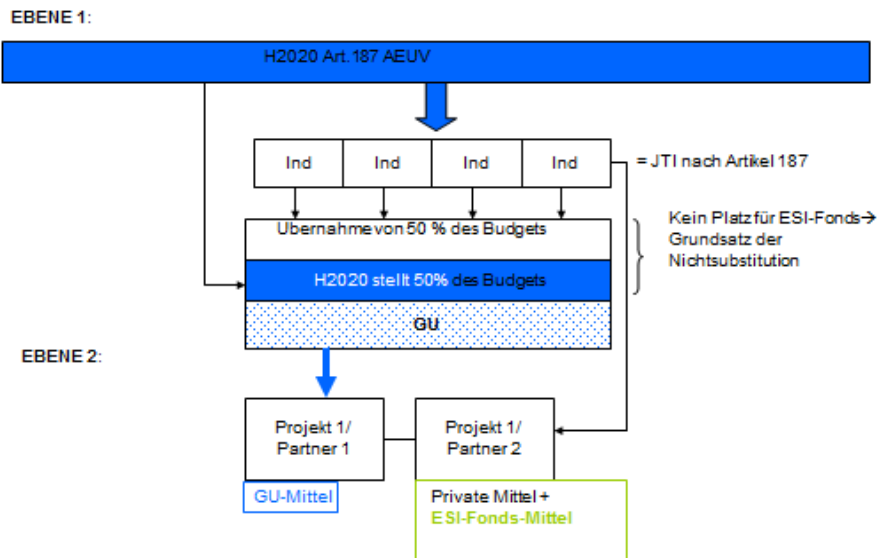 EBENE 1:
H2020 Art.187 AEUV
Ind Ind Ind Ind
= JTI nach Artikel 187
Übernahme von 50 % des Budgets
Kein Platz für ESI-Fonds→
Grundsatz der
Nichtsubstitution
H2020 stellt 50% des Budgets
GU
EBENE 2:
Projekt 1/
Partner 1
Projekt 1/
Partner 2
GU-Mittel
Private Mittel +
ESI-Fonds-Mittel